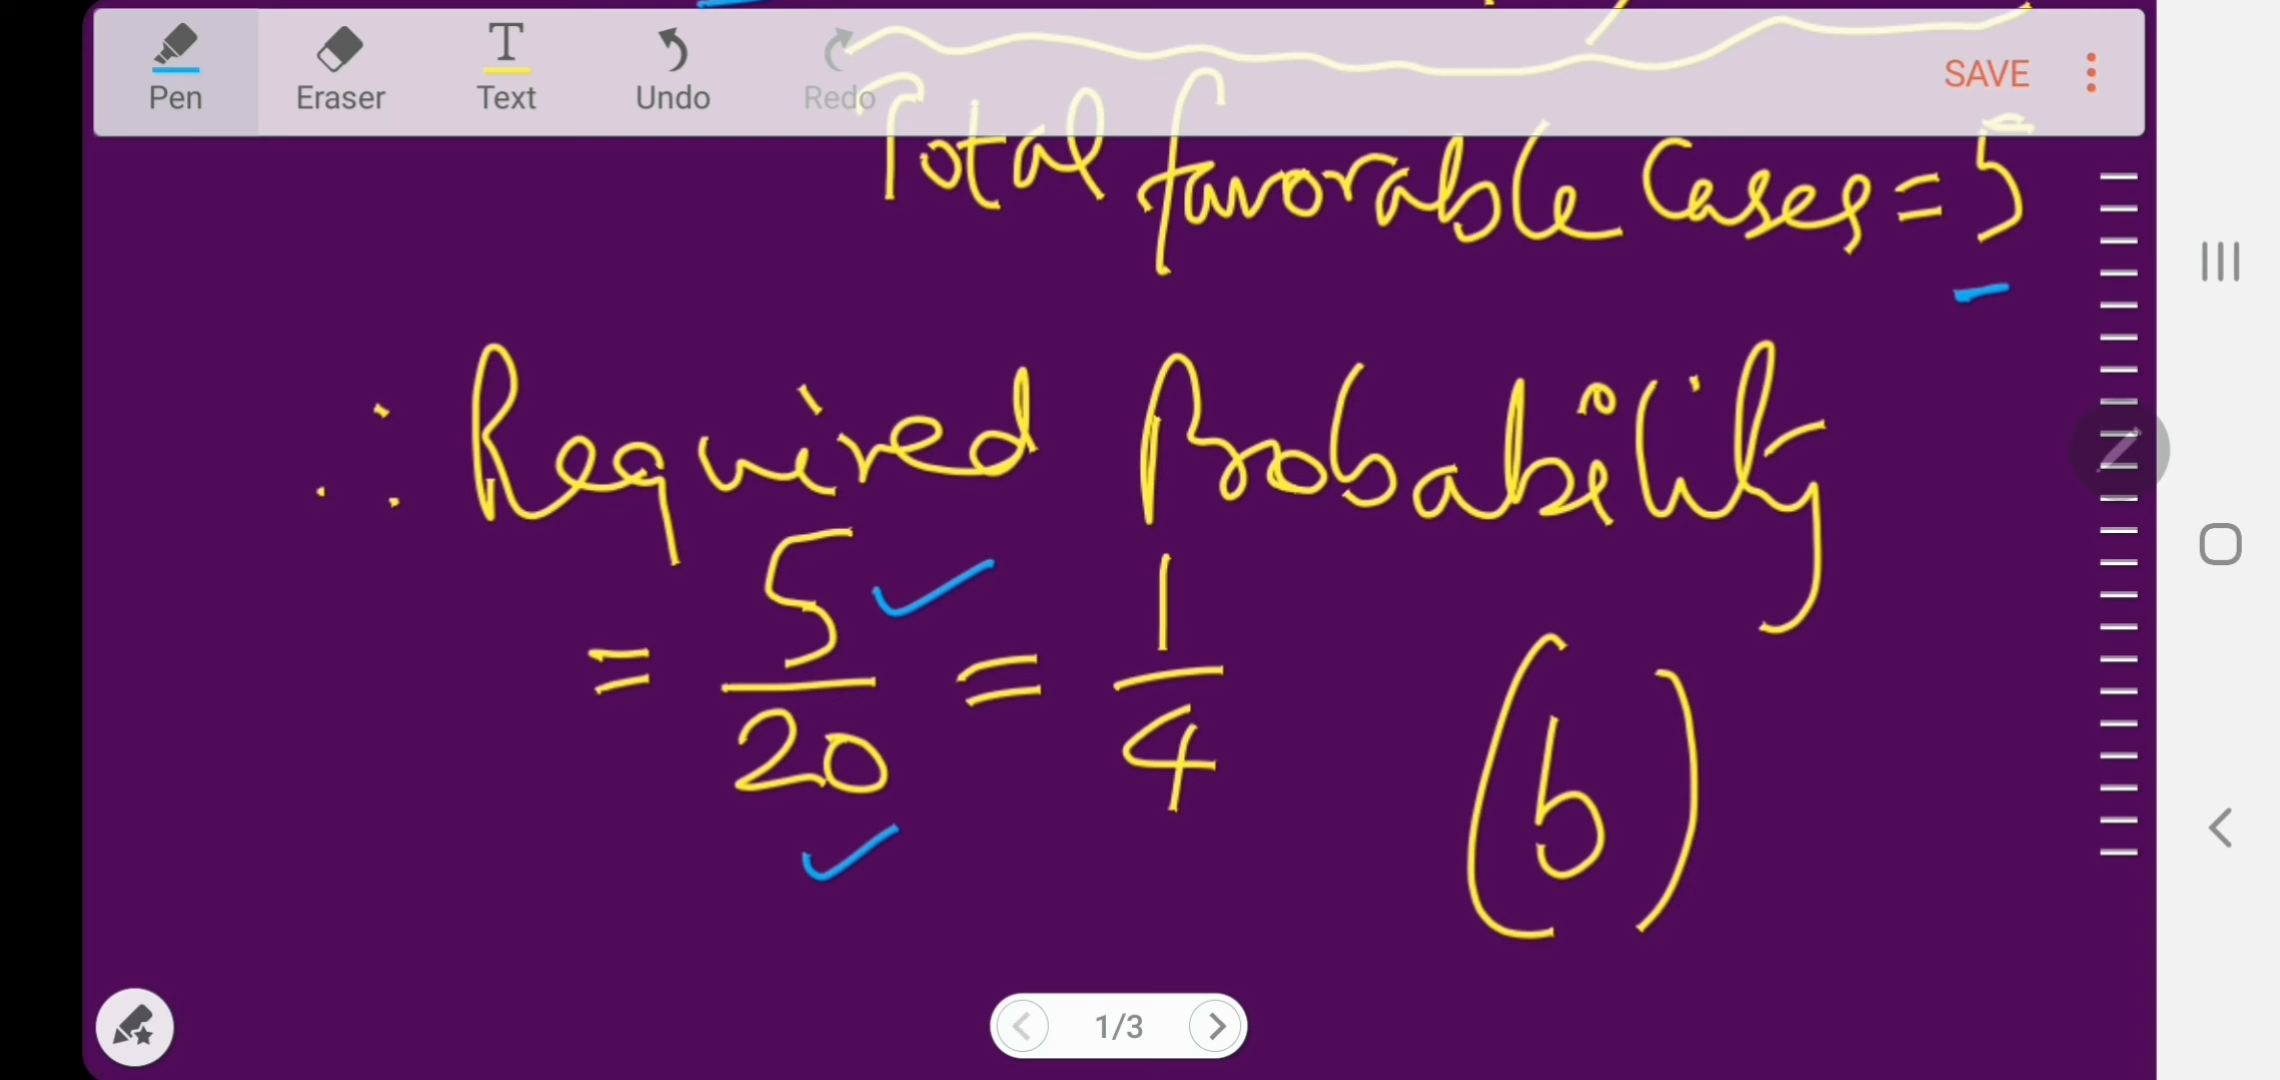 Pen Eraser Text Undo Redo SAVE
Total favorable Cases = 5
∴ Required Probability
= 5/20 = 1/4 (b)
1/3